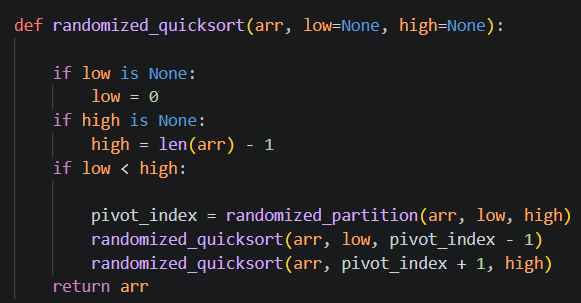 def randomized_quicksort(arr, low=None, high=None):
    if low is None:
        low = 0
    if high is None:
        high = len(arr) - 1
    if low < high:
        pivot_index = randomized_partition(arr, low, high)
        randomized_quicksort(arr, low, pivot_index - 1)
        randomized_quicksort(arr, pivot_index + 1, high)
    return arr